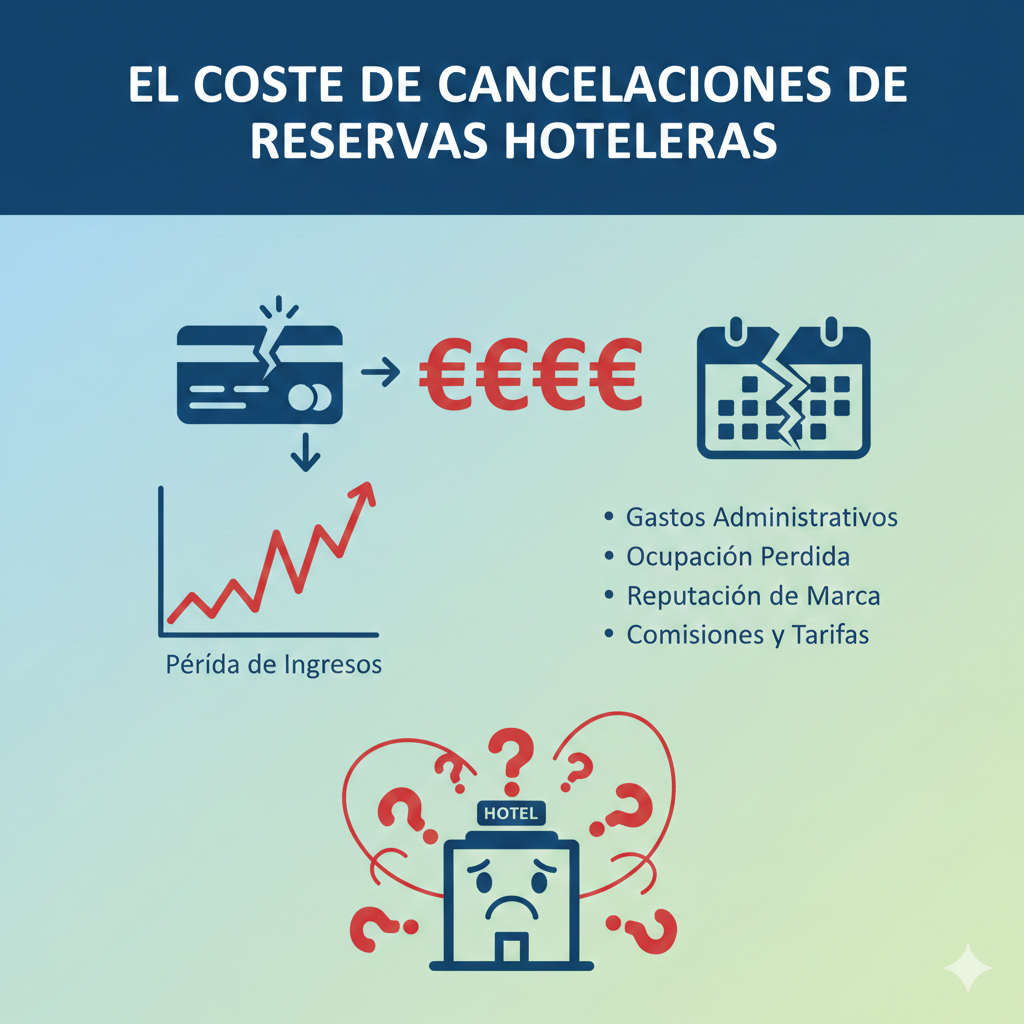 EL COSTE DE CANCELACIONES DE
RESERVAS HOTELERAS
€€€€
• Gastos Administrativos
• Ocupación Perdida
• Reputación de Marca
• Comisiones y Tarifas
Pérída de Ingresos
? ? ? ? ? ? ?
HOTEL